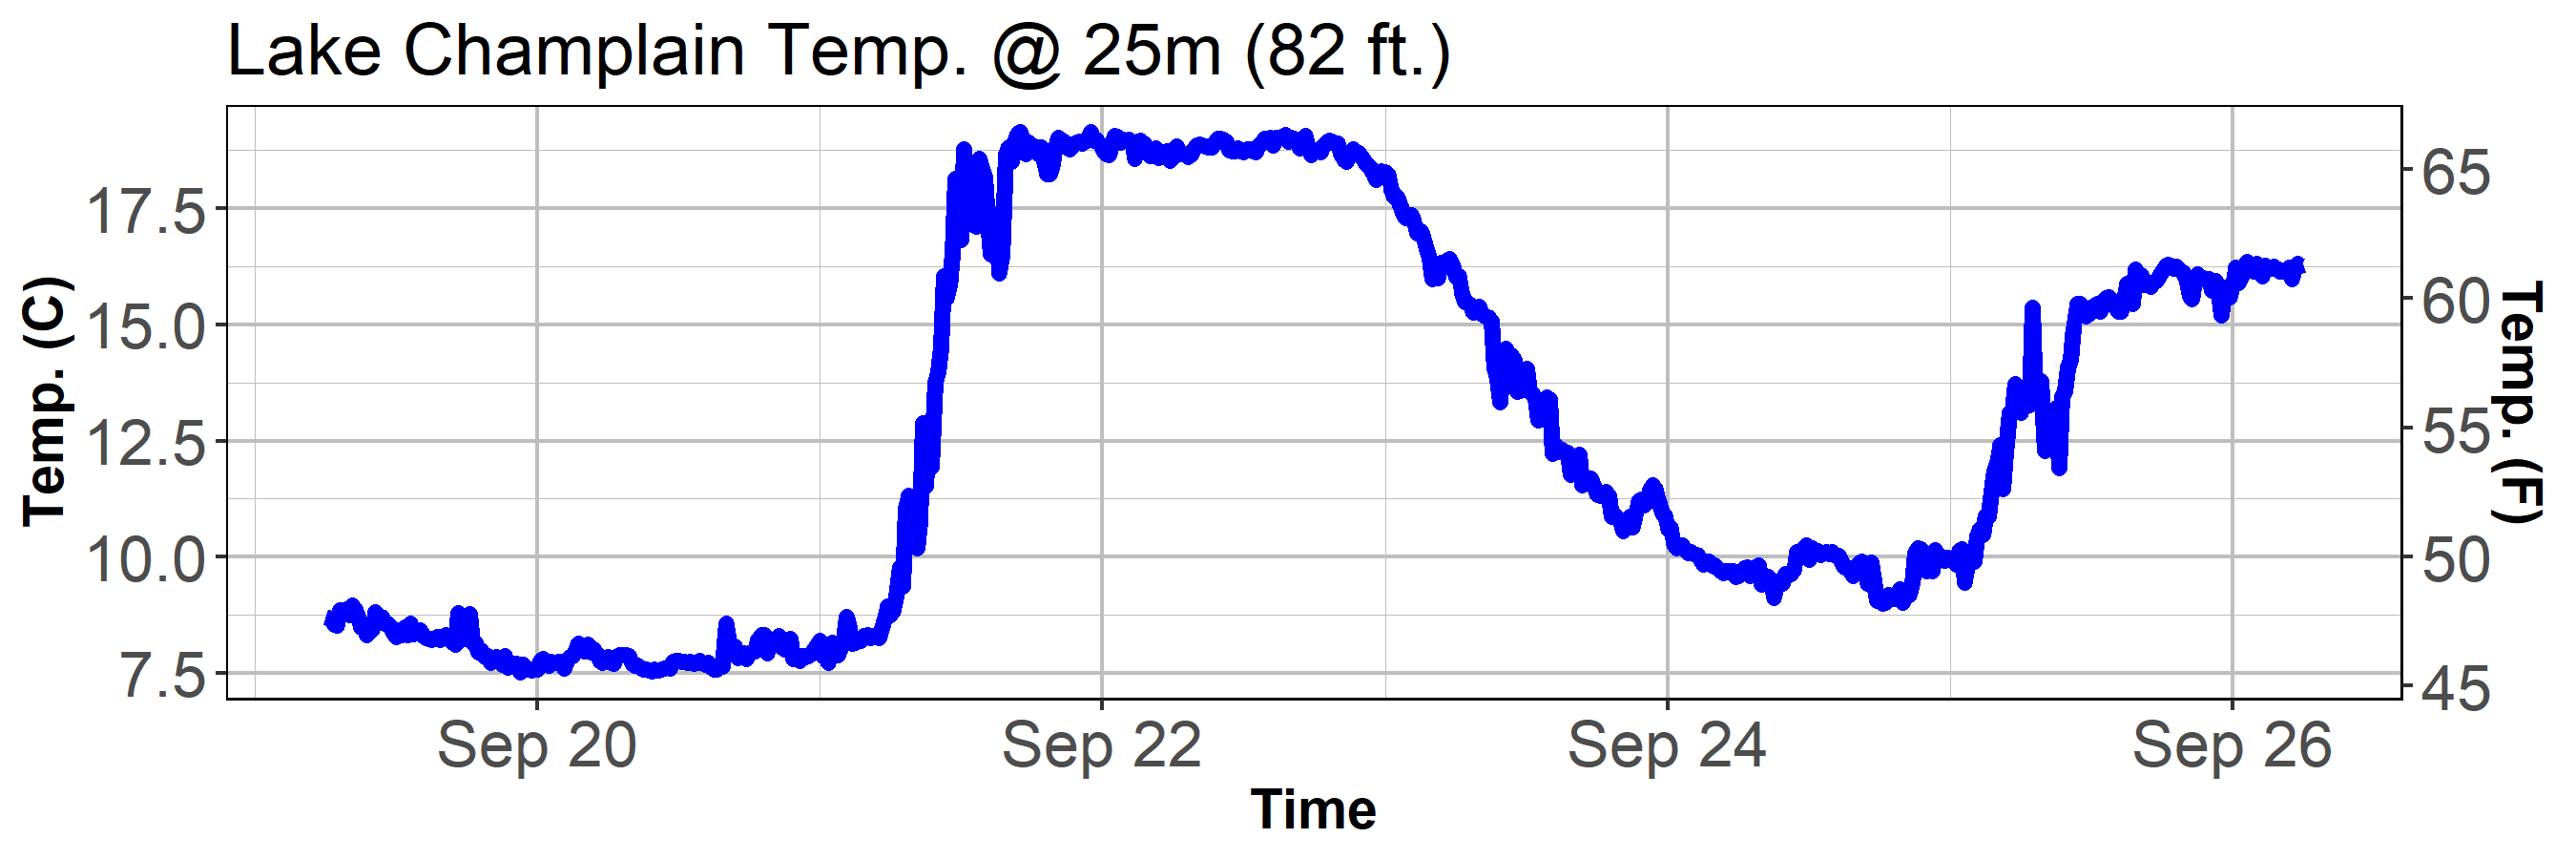 Lake Champlain Temp. @ 25m (82 ft.)
Temp. (C)
17.5
15.0
12.5
10.0
7.5
65
60
55
50
45
Temp. (F)
Sep 20 Sep 22 Sep 24 Sep 26
Time